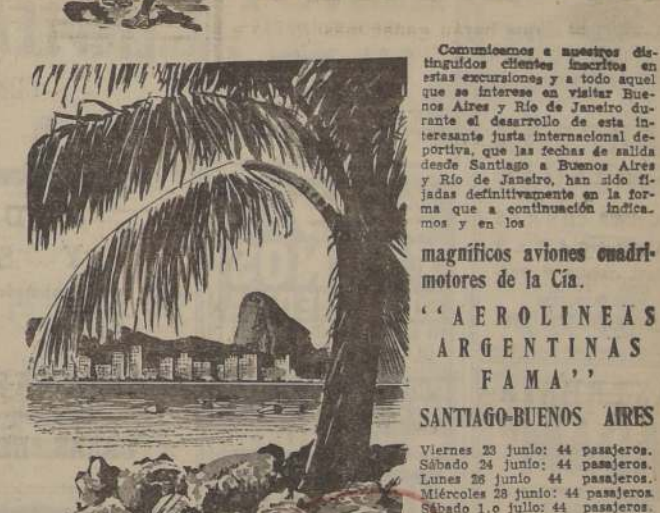 Comunicamos a nuestros dis-
tinguidos clientes inscritos en
estas excursiones y a todo aquel
que se interese en visitar Bue-
nos Aires y Río de Janeiro du-
rante el desarrollo de esta in-
teresante justa internacional de-
portiva, que las fechas de salida
desde Santiago a Buenos Aires
y Río de Janeiro, han sido fi-
jadas definitivamente en la for-
ma que a continuación indica-
mos y en los
magníficos aviones cuadri-
motores de la Cía.
"AEROLINEAS
ARGENTINAS
FAMA"
SANTIAGO-BUENOS AIRES
Viernes 23 junio: 44 pasajeros.
Sábado 24 junio: 44 pasajeros.
Lunes 26 junio 44 pasajeros.
Miércoles 28 junio: 44 pasajeros.
Sábado 1.o julio: 44 pasajeros.